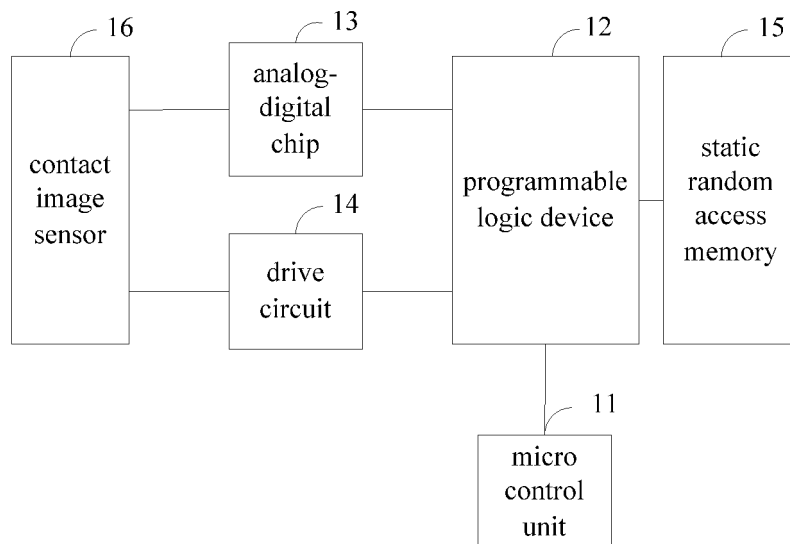 16
13
12
15
contact
image
sensor
analog-
digital
chip
14
drive
circuit
programmable
logic device
static
random
access
memory
11
micro
control
unit